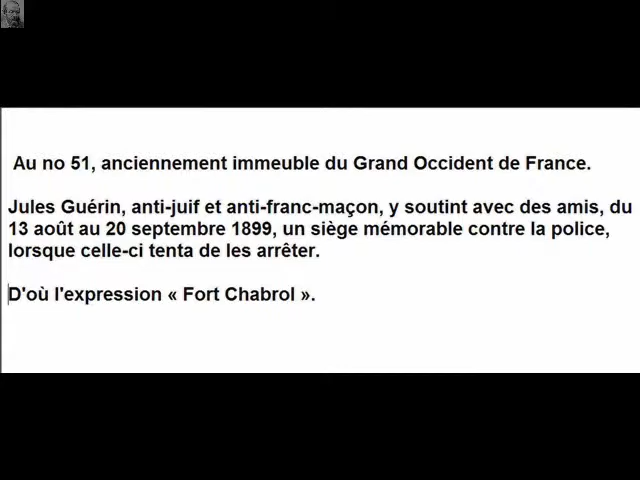 Au no 51, anciennement immeuble du Grand Occident de France.
Jules Guérin, anti-juif et anti-franc-maçon, y soutint avec des amis, du
13 août au 20 septembre 1899, un siège mémorable contre la police,
lorsque celle-ci tenta de les arrêter.
D'où l'expression « Fort Chabrol ».